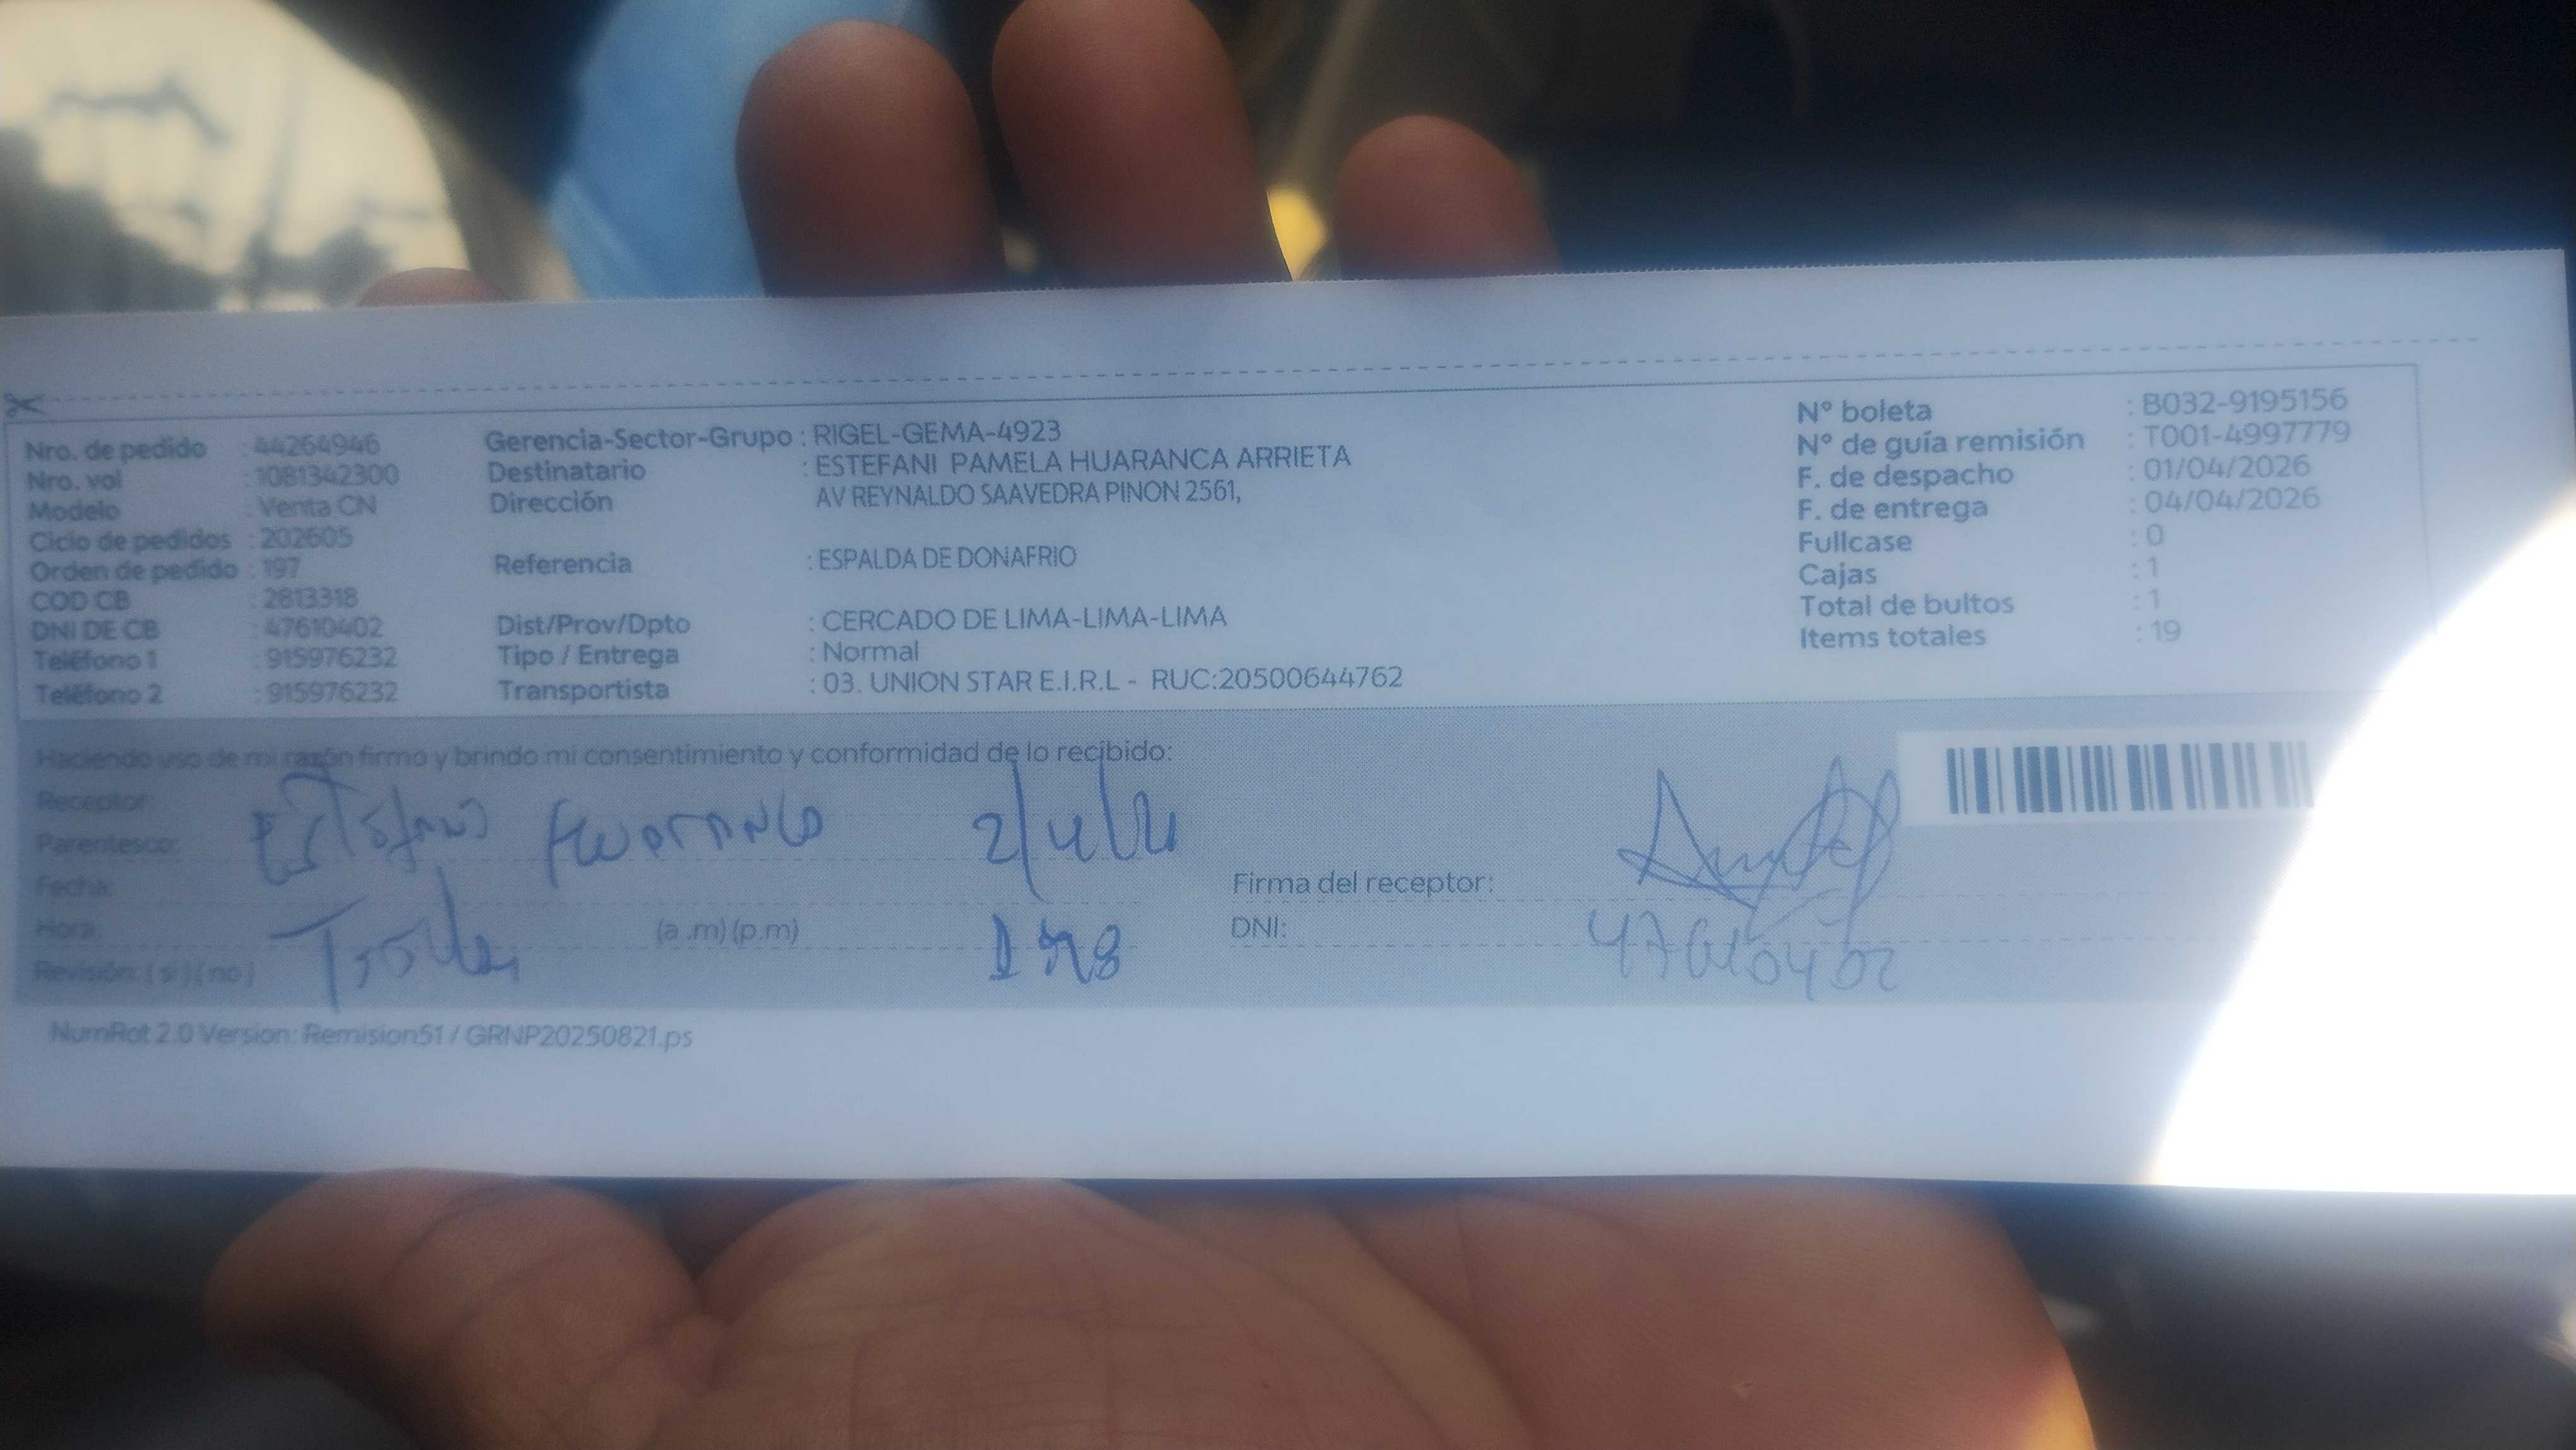 Nro. de pedido : 44264946
Nro. vol : 1081342300
Modelo : Venta CN
Ciclo de pedidos : 202605
Orden de pedido : 197
COD CB : 2813318
DNI DE CB : 47610402
Teléfono 1 : 915976232
Teléfono 2 : 915976232
Gerencia-Sector-Grupo : RIGEL-GEMA-4923
Destinatario : ESTEFANI PAMELA HUARANCA ARRIETA
Dirección AV REYNALDO SAAVEDRA PINON 2561,
Referencia : ESPALDA DE DONAFRIO
Dist/Prov/Dpto : CERCADO DE LIMA-LIMA-LIMA
Tipo / Entrega : Normal
Transportista : 03. UNION STAR E.I.R.L - RUC:20500644762
N° boleta : B032-9195156
N° de guía remisión : T001-4997779
F. de despacho : 01/04/2026
F. de entrega : 04/04/2026
Fullcase : 0
Cajas : 1
Total de bultos : 1
Items totales : 19
Haciendo uso de mi razón firmo y brindo mi consentimiento y conformidad de lo recibido:
Receptor:
Parentesco:
Fecha:
Hora:
(a .m) (p.m)
Revisión: (si) (no)
Firma del receptor:
DNI: 47610402
NumRot 2.0 Version: Remision51 / GRNP20250821.ps